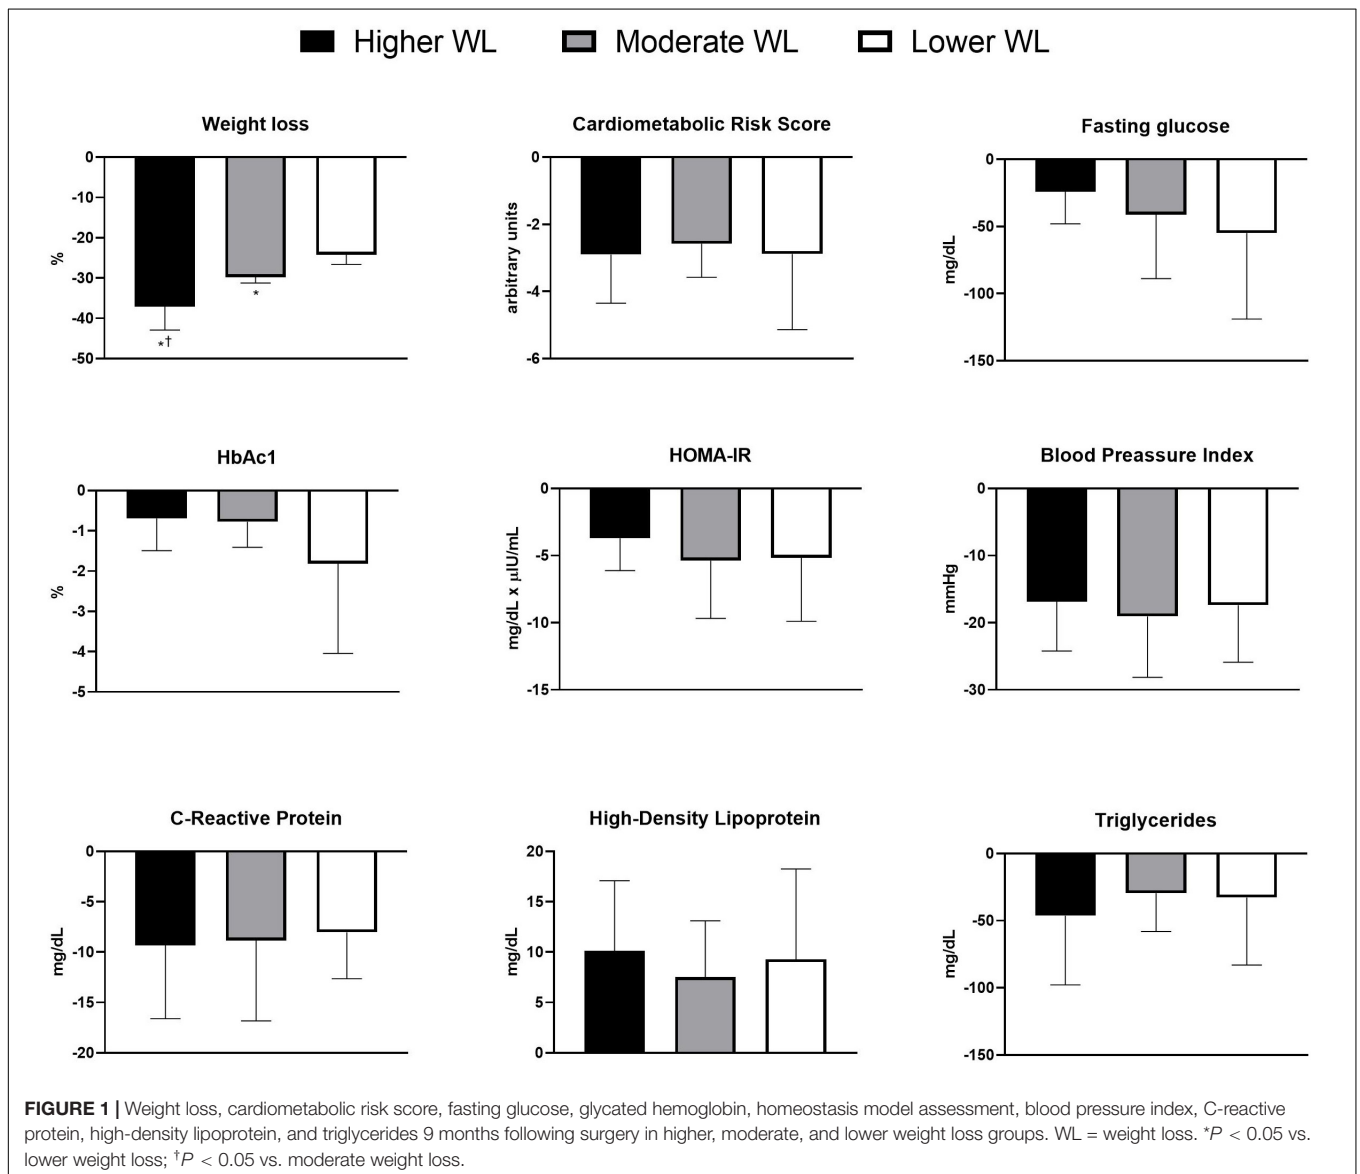 Higher WL Moderate WL Lower WL
Weight loss
0
-10
-20
-30
-40
-50
%
*†
*
Cardiometabolic Risk Score
0
-2
-4
-6
arbitrary units
Fasting glucose
0
-50
-100
-150
mg/dL
HbAc1
0
-1
-2
-3
-4
-5
%
HOMA-IR
0
-5
-10
-15
mg/dL x µIU/mL
Blood Preassure Index
0
-10
-20
-30
mmHg
C-Reactive Protein
0
-5
-10
-15
-20
mg/dL
High-Density Lipoprotein
20
15
10
5
0
mg/dL
Triglycerides
0
-50
-100
-150
mg/dL
FIGURE 1 | Weight loss, cardiometabolic risk score, fasting glucose, glycated hemoglobin, homeostasis model assessment, blood pressure index, C-reactive
protein, high-density lipoprotein, and triglycerides 9 months following surgery in higher, moderate, and lower weight loss groups. WL = weight loss. *P < 0.05 vs.
lower weight loss; †P < 0.05 vs. moderate weight loss.